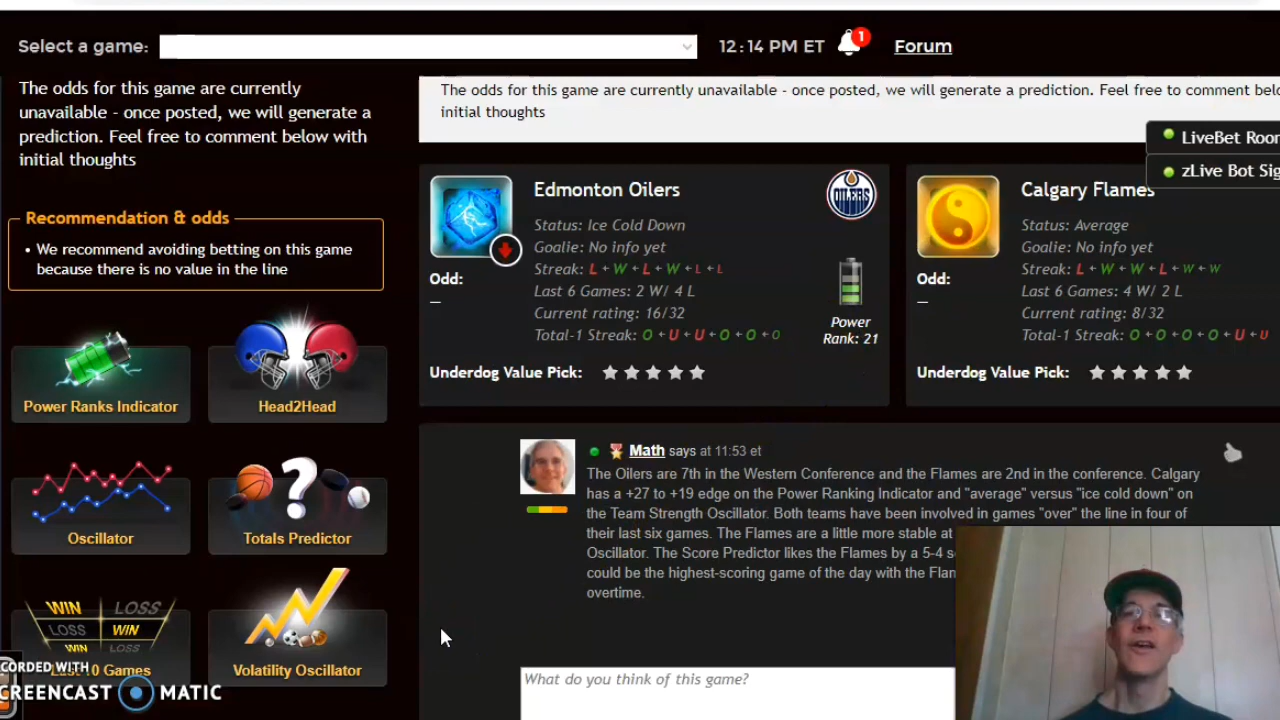 Select a game:
12:14 PM ET
1
Forum
The odds for this game are currently
unavailable - once posted, we will generate a
prediction. Feel free to comment below with
initial thoughts
Recommendation & odds
• We recommend avoiding betting on this game
because there is no value in the line
Power Ranks Indicator
Head2Head
Oscillator
?
Totals Predictor
WIN LOSS
LOSS WIN
WIN LOSS
10 Games
Volatility Oscillator
CORDED WITH
CREENCAST MATIC
The odds for this game are currently unavailable - once posted, we will generate a prediction. Feel free to comment
initial thoughts
LiveBet
zLive Bot
Edmonton Oilers
OILERS
Status: Ice Cold Down
Goalie: No info yet
Streak: L W L W L L
Last 6 Games: 2 W/ 4 L
Current rating: 16/32
Total-1 Streak: O U U O O O
Odd:
—
Power
Rank: 21
Underdog Value Pick:
Calgary Flames
Status: Average
Goalie: No info yet
Streak: L W W L W W
Last 6 Games: 4 W/ 2 L
Current rating: 8/32
Total-1 Streak: O O O O U U
Odd:
—
Underdog Value Pick:
Math says at 11:53 et
The Oilers are 7th in the Western Conference and the Flames are 2nd in the conference. Calgary
has a +27 to +19 edge on the Power Ranking Indicator and "average" versus "ice cold down" on
the Team Strength Oscillator. Both teams have been involved in games "over" the line in four of
their last six games. The Flames are a little more stable at
Oscillator. The Score Predictor likes the Flames by a 5-4
could be the highest-scoring game of the day with the
overtime.
What do you think of this game?